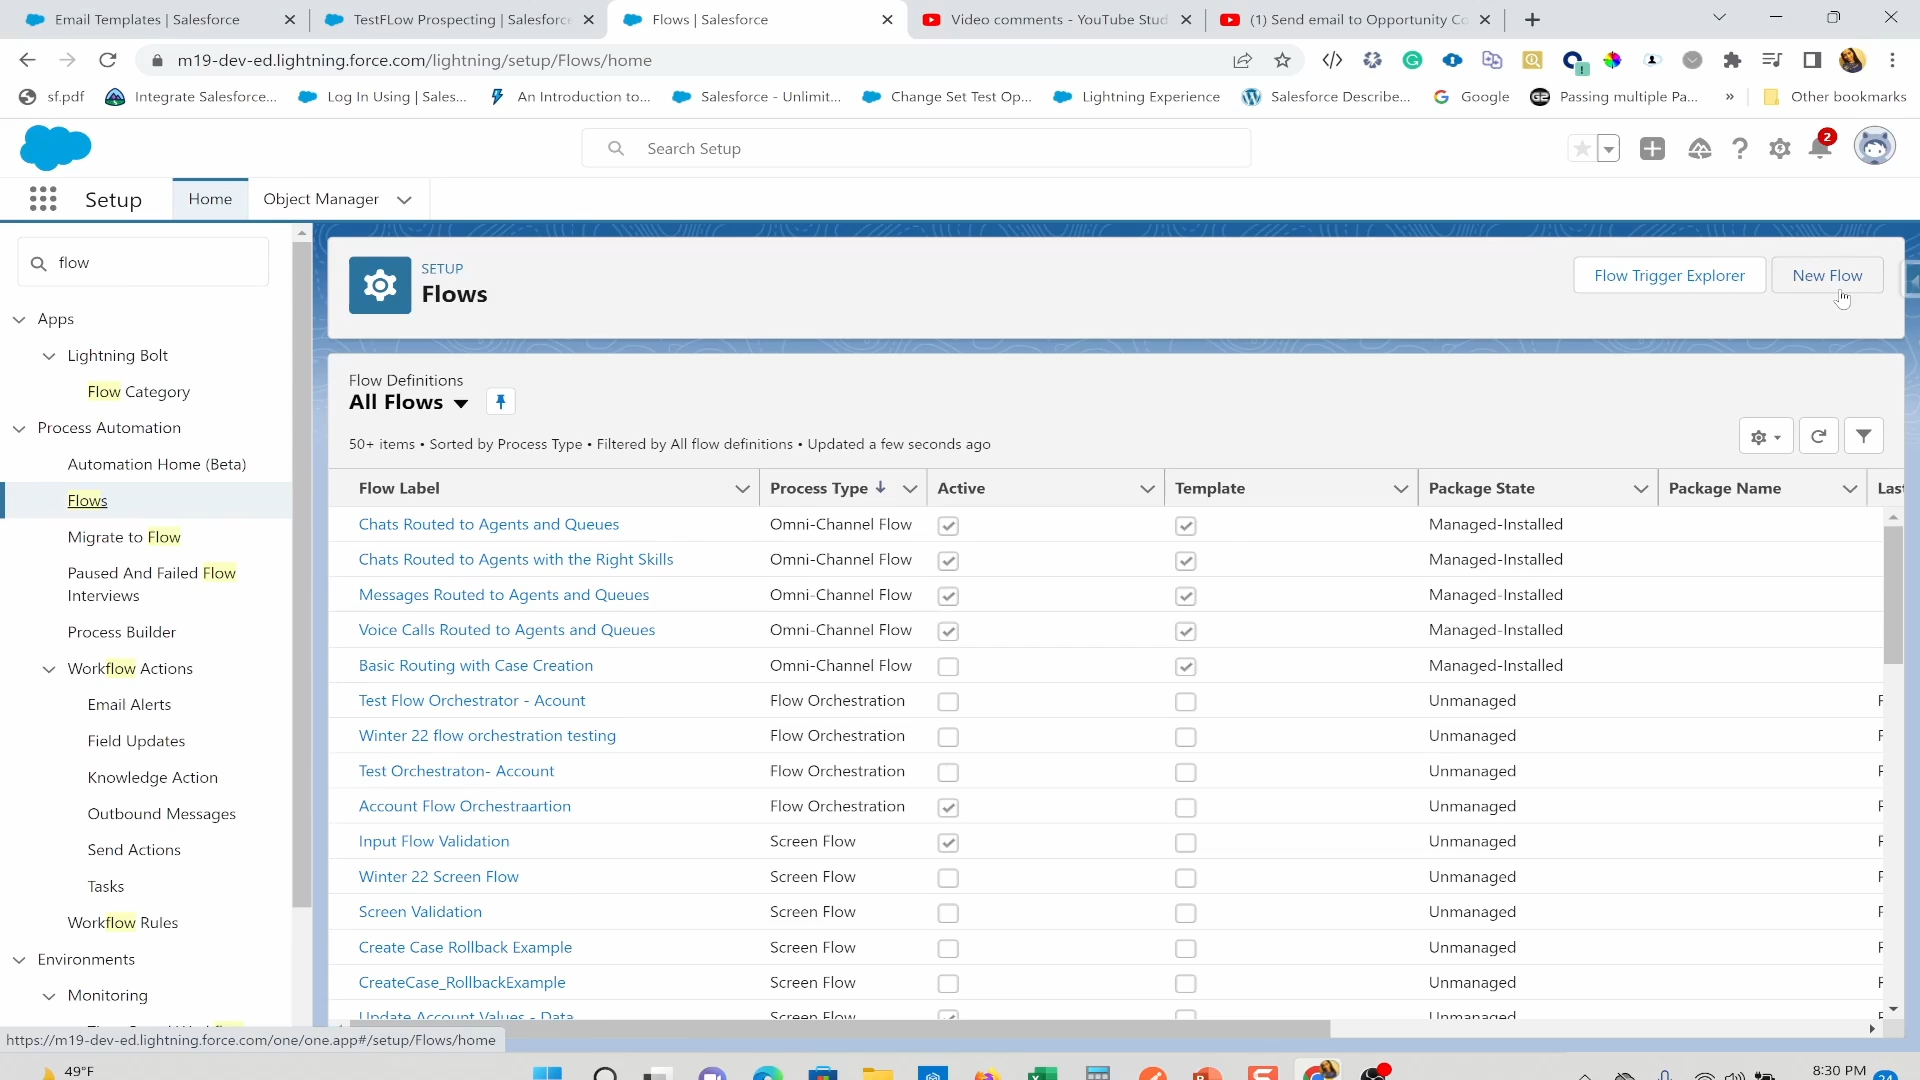 Email Templates | Salesforce
TestFLow Prospecting | Salesforce
Flows | Salesforce
Video comments - YouTube Stud
(1) Send email to Opportunity Co
m19-dev-ed.lightning.force.com/lightning/setup/Flows/home
sf.pdf
Integrate Salesforce...
Log In Using | Sales...
An Introduction to...
Salesforce - Unlimit...
Change Set Test Op...
Lightning Experience
Salesforce Describe...
Google
Passing multiple Pa...
»
Other bookmarks
Search Setup
2
Setup
Home
Object Manager
flow
Apps
Lightning Bolt
Flow Category
Process Automation
Automation Home (Beta)
Flows
Migrate to Flow
Paused And Failed Flow
Interviews
Process Builder
Workflow Actions
Email Alerts
Field Updates
Knowledge Action
Outbound Messages
Send Actions
Tasks
Workflow Rules
Environments
Monitoring
SETUP
Flows
Flow Trigger Explorer
New Flow
Flow Definitions
All Flows
50+ items • Sorted by Process Type • Filtered by All flow definitions • Updated a few seconds ago
Flow Label Process Type Active Template Package State Package Name Las
Chats Routed to Agents and Queues Omni-Channel Flow Managed-Installed
Chats Routed to Agents with the Right Skills Omni-Channel Flow Managed-Installed
Messages Routed to Agents and Queues Omni-Channel Flow Managed-Installed
Voice Calls Routed to Agents and Queues Omni-Channel Flow Managed-Installed
Basic Routing with Case Creation Omni-Channel Flow Managed-Installed
Test Flow Orchestrator - Acount Flow Orchestration Unmanaged
Winter 22 flow orchestration testing Flow Orchestration Unmanaged
Test Orchestraton- Account Flow Orchestration Unmanaged
Account Flow Orchestraartion Flow Orchestration Unmanaged
Input Flow Validation Screen Flow Unmanaged
Winter 22 Screen Flow Screen Flow Unmanaged
Screen Validation Screen Flow Unmanaged
Create Case Rollback Example Screen Flow Unmanaged
CreateCase_RollbackExample Screen Flow Unmanaged
Update Account Values - Data Screen Flow Unmanaged
https://m19-dev-ed.lightning.force.com/one/one.app#/setup/Flows/home
49°F
8:30 PM
24